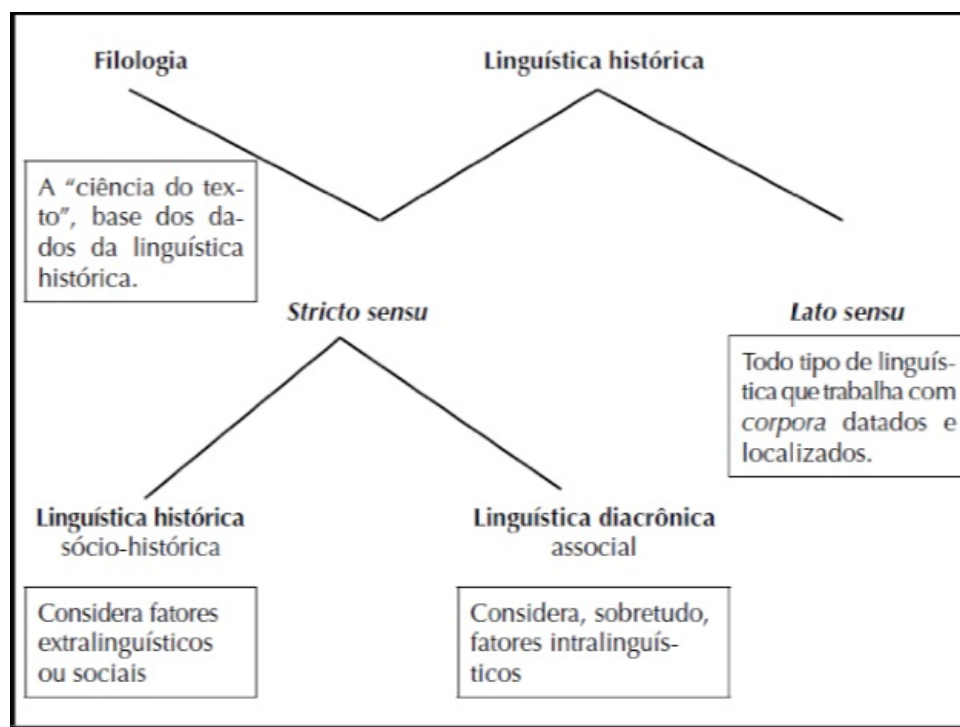 Filologia
Linguística histórica
A “ciência do tex-
to”, base dos da-
dos da linguística
histórica.
Stricto sensu
Lato sensu
Todo tipo de linguís-
tica que trabalha com
corpora datados e
localizados.
Linguística histórica
sócio-histórica
Linguística diacrônica
associal
Considera fatores
extralinguísticos
ou sociais
Considera, sobretudo,
fatores intralinguís-
ticos